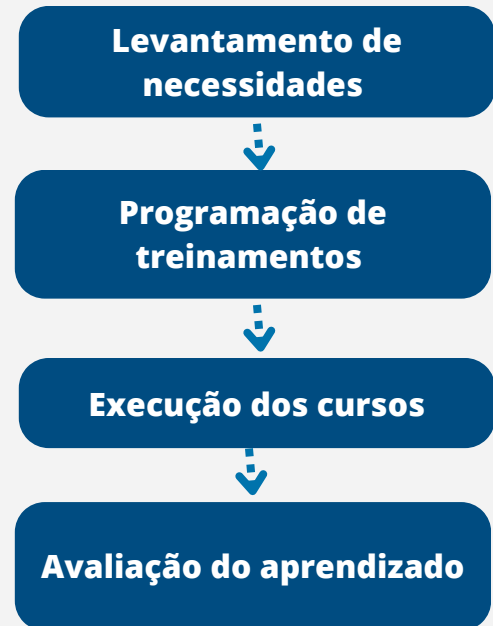 Levantamento de
necessidades
Programação de
treinamentos
Execução dos cursos
Avaliação do aprendizado